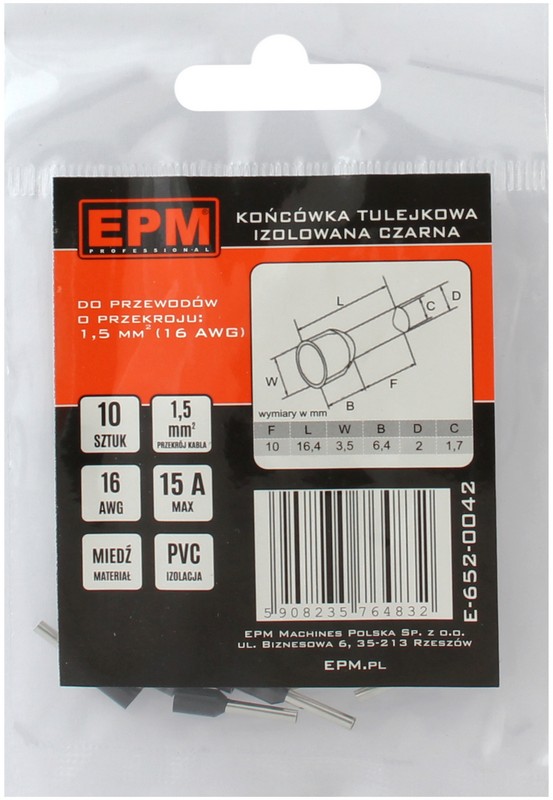 EPM
PROFESSIONAL
KOŃCÓWKA TULEJKOWA
IZOLOWANA CZARNA
DO PRZEWODÓW
O PRZEKROJU:
1,5 MM² (16 AWG)
L
D
C
W
B
F
wymiary w mm
F L W B D C
10 16,4 3,5 6,4 2 1,7
10
SZTUK
1,5
mm²
PRZEKRÓJ KABLA
16
AWG
15 A
MAX
MIEDŹ
MATERIAŁ
PVC
IZOLACJA
5 908235 764832
E-652-0042
EPM MACHINES POLSKA SP. Z O.O.
UL. BIZNESOWA 6, 35-213 RZESZÓW
EPM.PL